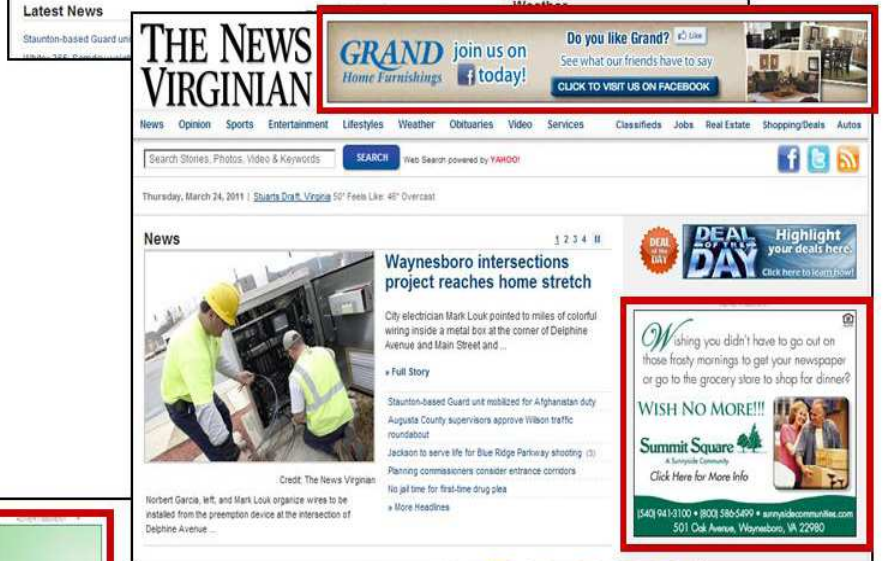 Latest News
Weather
Staunton-based Guard uni
THE NEWS
VIRGINIAN
GRAND
Home Furnishings
join us on
f today!
Do you like Grand?
Like
See what our friends have to say
CLICK TO VISIT US ON FACEBOOK
News Opinion Sports Entertainment Lifestyles Weather Obituaries Video Services Classifieds Jobs Real Estate Shopping/Deals Autos
Search Stories, Photos, Video & Keywords SEARCH Web Search powered by YAHOO!
Thursday, March 24, 2011 | Stuarts Draft, Virginia 50° Feels Like: 46° Overcast
News
1 2 3 4
DEAL of the DAY
DEAL OF THE DAY
Highlight
your deals here.
Click here to learn how!
Waynesboro intersections
project reaches home stretch
City electrician Mark Louk pointed to miles of colorful
wiring inside a metal box at the corner of Delphine
Avenue and Main Street and ...
» Full Story
Staunton-based Guard unit mobilized for Afghanistan duty
Augusta County supervisors approve Wilson traffic
roundabout
Jackson to serve life for Blue Ridge Parkway shooting (3)
Planning commissioners consider entrance corridors
No jail time for first-time drug plea
» More Headlines
Credit: The News Virginian
Norbert Garcia, left, and Mark Louk organize wires to be
installed from the preemption device at the intersection of
Delphine Avenue ...
Wishing you didn't have to go out on
those frosty mornings to get your newspaper
or go to the grocery store to shop for dinner?
WISH NO MORE!!!
Summit Square
A Sunnyside Community
Click Here for More Info
(540) 941-3100 • (800) 586-5499 • sunnysidecommunities.com
501 Oak Avenue, Waynesboro, VA 22980